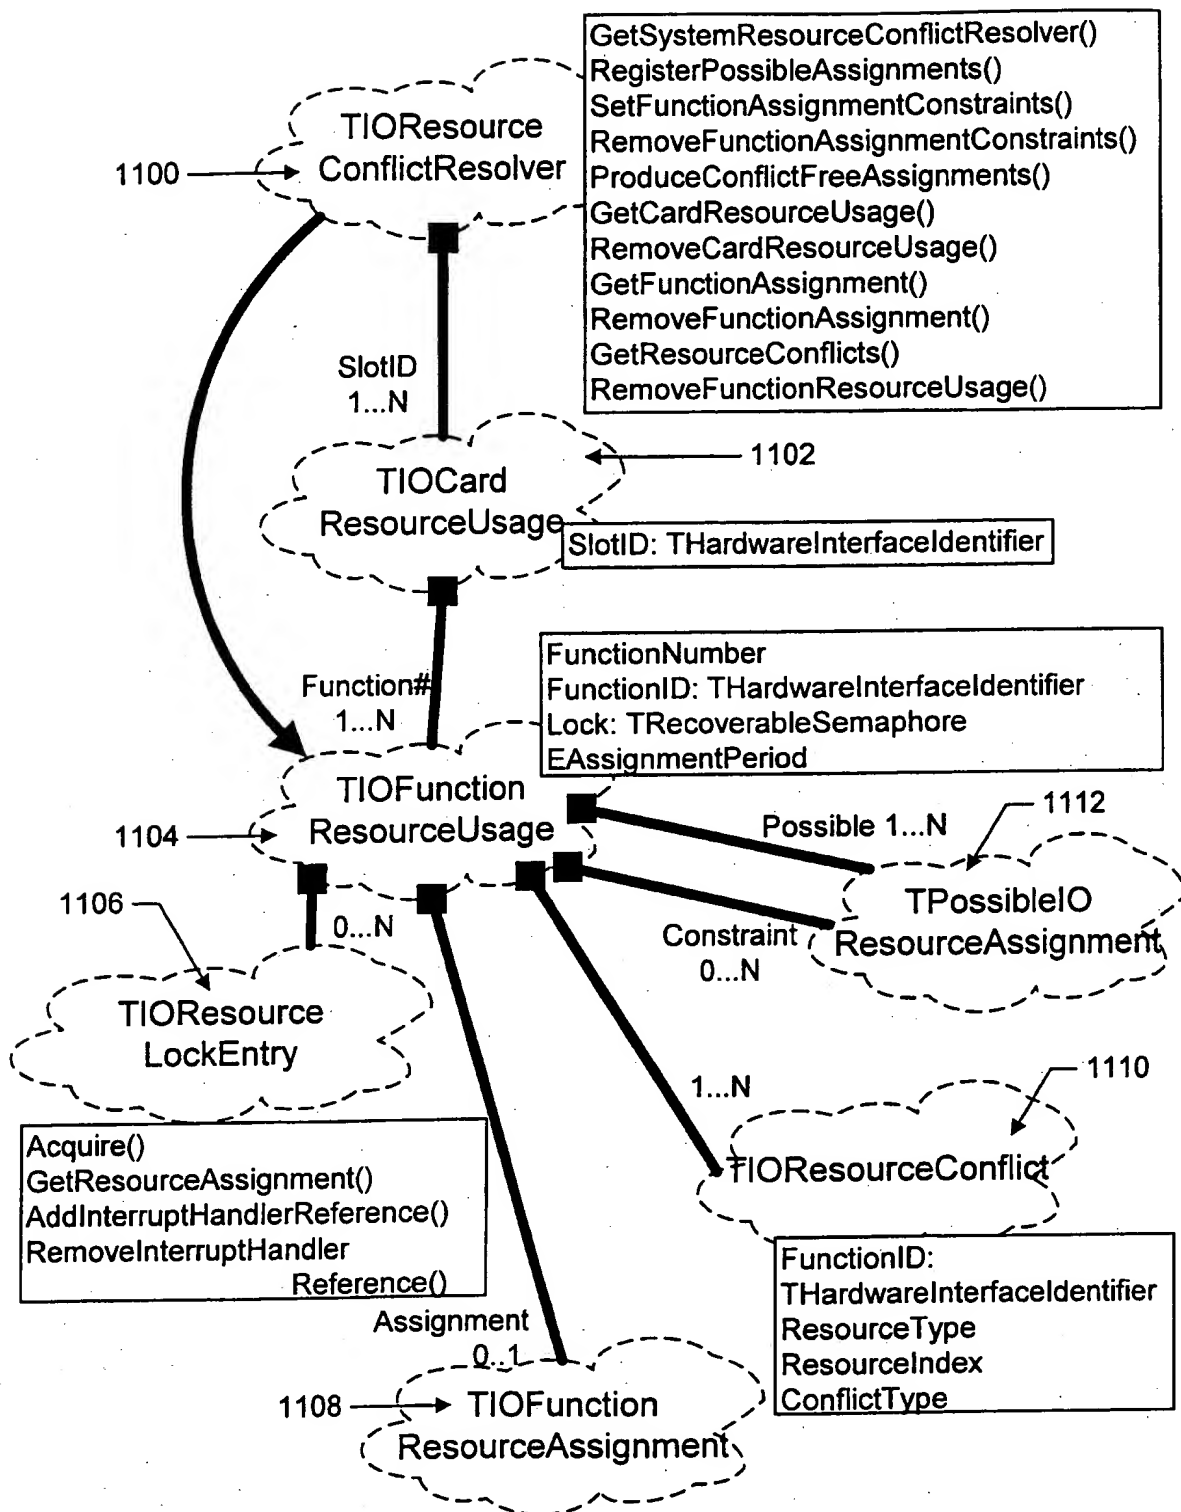 GetSystemResourceConflictResolver()
RegisterPossibleAssignments()
SetFunctionAssignmentConstraints()
RemoveFunctionAssignmentConstraints()
ProduceConflictFreeAssignments()
GetCardResourceUsage()
RemoveCardResourceUsage()
GetFunctionAssignment()
RemoveFunctionAssignment()
GetResourceConflicts()
RemoveFunctionResourceUsage()
TIOResource
ConflictResolver
1100
SlotID
1...N
1102
TIOCard
ResourceUsage
SlotID: THardwareInterfaceIdentifier
Function#
1...N
FunctionNumber
FunctionID: THardwareInterfaceIdentifier
Lock: TRecoverableSemaphore
EAssignmentPeriod
TIOFunction
ResourceUsage
1104
Possible 1...N
1112
TPossibleIO
ResourceAssignment
Constraint
0...N
1106
0...N
TIOResource
LockEntry
Acquire()
GetResourceAssignment()
AddInterruptHandlerReference()
RemoveInterruptHandler
Reference()
1...N
1110
TIOResourceConflict
FunctionID:
THardwareInterfaceIdentifier
ResourceType
ResourceIndex
ConflictType
Assignment
0..1
1108
TIOFunction
ResourceAssignment